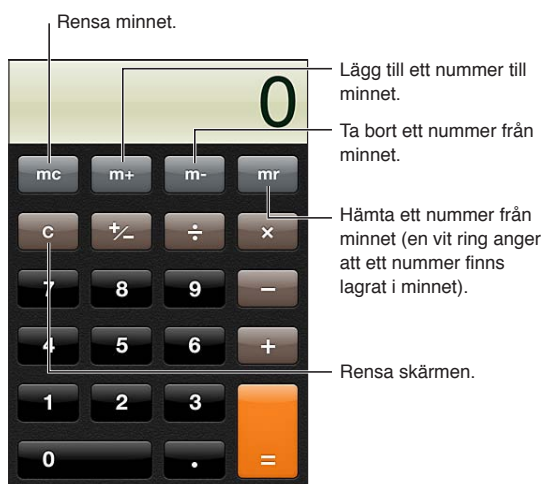 Rensa minnet.
Lägg till ett nummer till
minnet.
0
Ta bort ett nummer från
minnet.
mc m+ m- mr
Hämta ett nummer från
minnet (en vit ring anger
att ett nummer finns
lagrat i minnet).
c +/− ÷ ×
7 8 9 −
4 5 6 +
Rensa skärmen.
1 2 3
0 . =